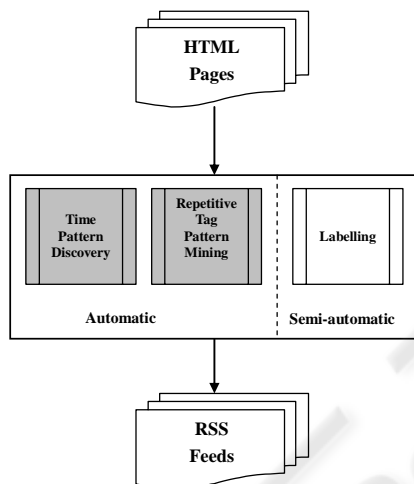 HTML
Pages
Time
Pattern
Discovery
Repetitive
Tag
Pattern
Mining
Labelling
Automatic
Semi-automatic
RSS
Feeds